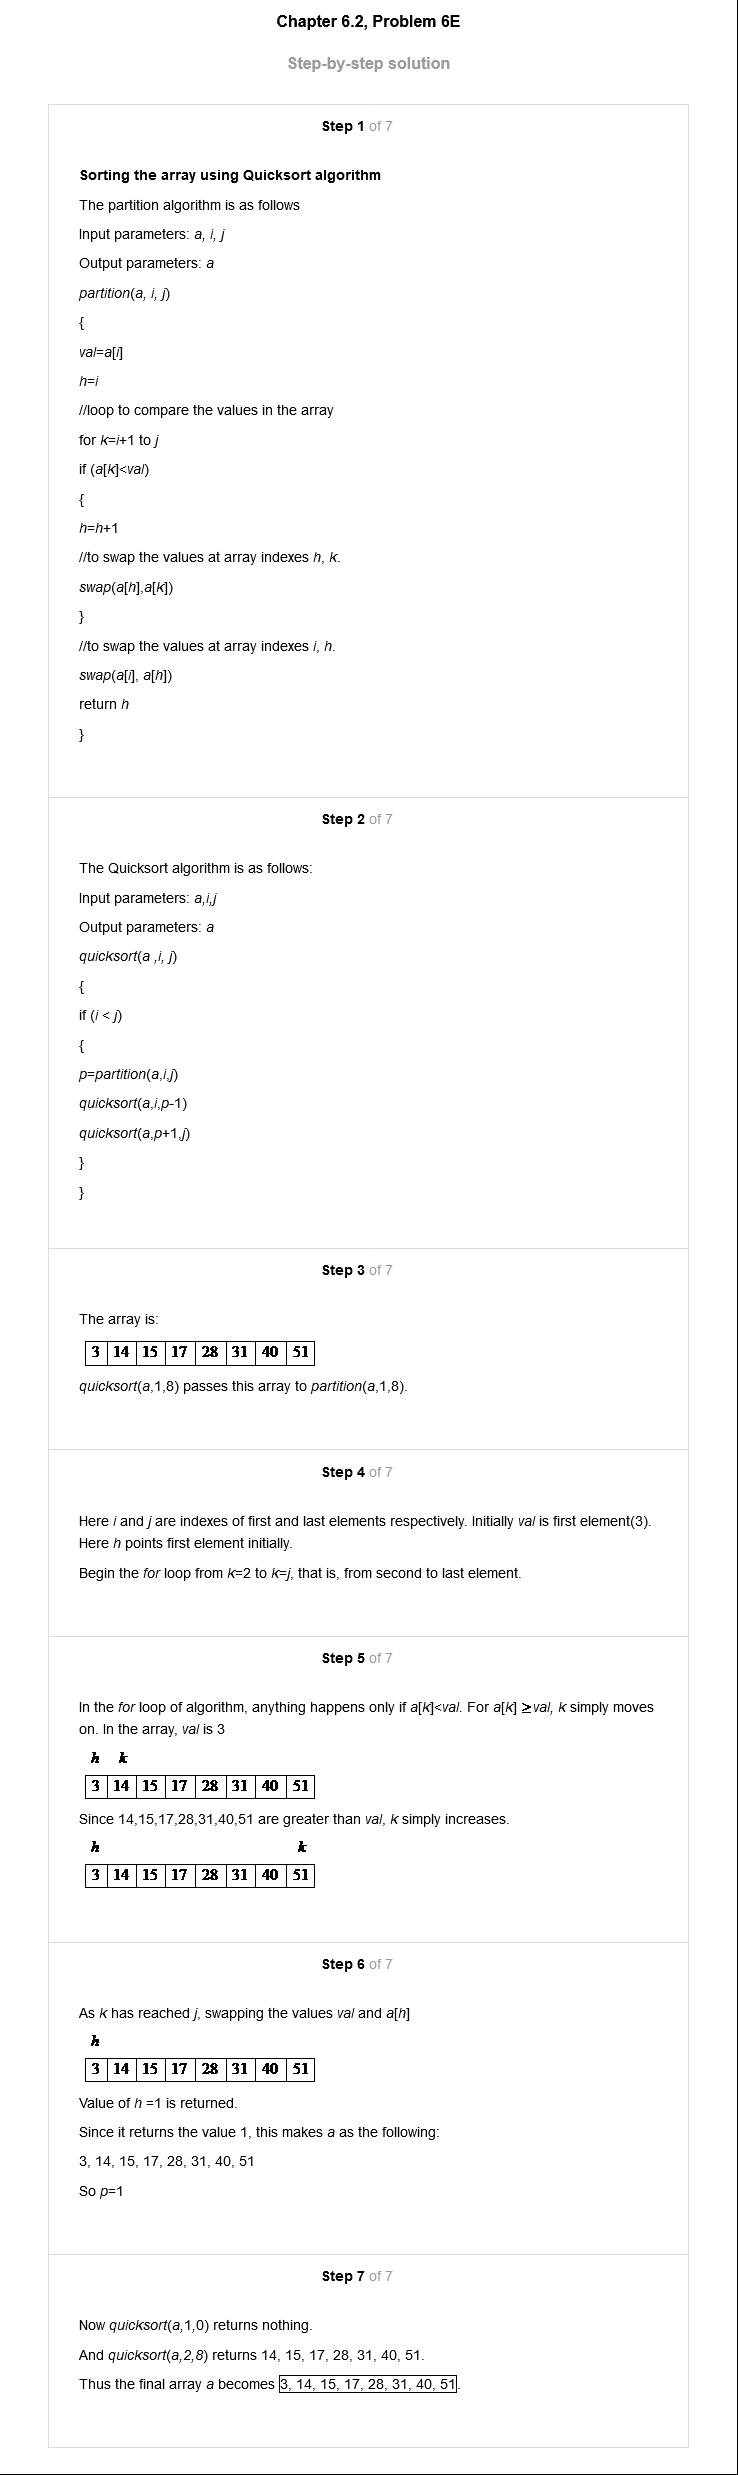 Chapter 6.2, Problem 6E
Step-by-step solution
Step 1 of 7
Sorting the array using Quicksort algorithm
The partition algorithm is as follows
Input parameters: a, i, j
Output parameters: a
partition(a, i, j)
{
val=a[i]
h=i
//loop to compare the values in the array
for k=i+1 to j
if (a[k]<val)
{
h=h+1
//to swap the values at array indexes h, k.
swap(a[h],a[k])
}
//to swap the values at array indexes i, h.
swap(a[i], a[h])
return h
}
Step 2 of 7
The Quicksort algorithm is as follows:
Input parameters: a,i,j
Output parameters: a
quicksort(a ,i, j)
{
if (i < j)
{
p=partition(a,i,j)
quicksort(a,i,p-1)
quicksort(a,p+1,j)
}
}
Step 3 of 7
The array is:
3 14 15 17 28 31 40 51
quicksort(a,1,8) passes this array to partition(a,1,8).
Step 4 of 7
Here i and j are indexes of first and last elements respectively. Initially val is first element(3).
Here h points first element initially.
Begin the for loop from k=2 to k=j, that is, from second to last element.
Step 5 of 7
In the for loop of algorithm, anything happens only if a[k]<val. For a[k] ≥val, k simply moves
on. In the array, val is 3
h k
3 14 15 17 28 31 40 51
Since 14,15,17,28,31,40,51 are greater than val, k simply increases.
h k
3 14 15 17 28 31 40 51
Step 6 of 7
As k has reached j, swapping the values val and a[h]
h
3 14 15 17 28 31 40 51
Value of h =1 is returned.
Since it returns the value 1, this makes a as the following:
3, 14, 15, 17, 28, 31, 40, 51
So p=1
Step 7 of 7
Now quicksort(a,1,0) returns nothing.
And quicksort(a,2,8) returns 14, 15, 17, 28, 31, 40, 51.
Thus the final array a becomes 3, 14, 15, 17, 28, 31, 40, 51.